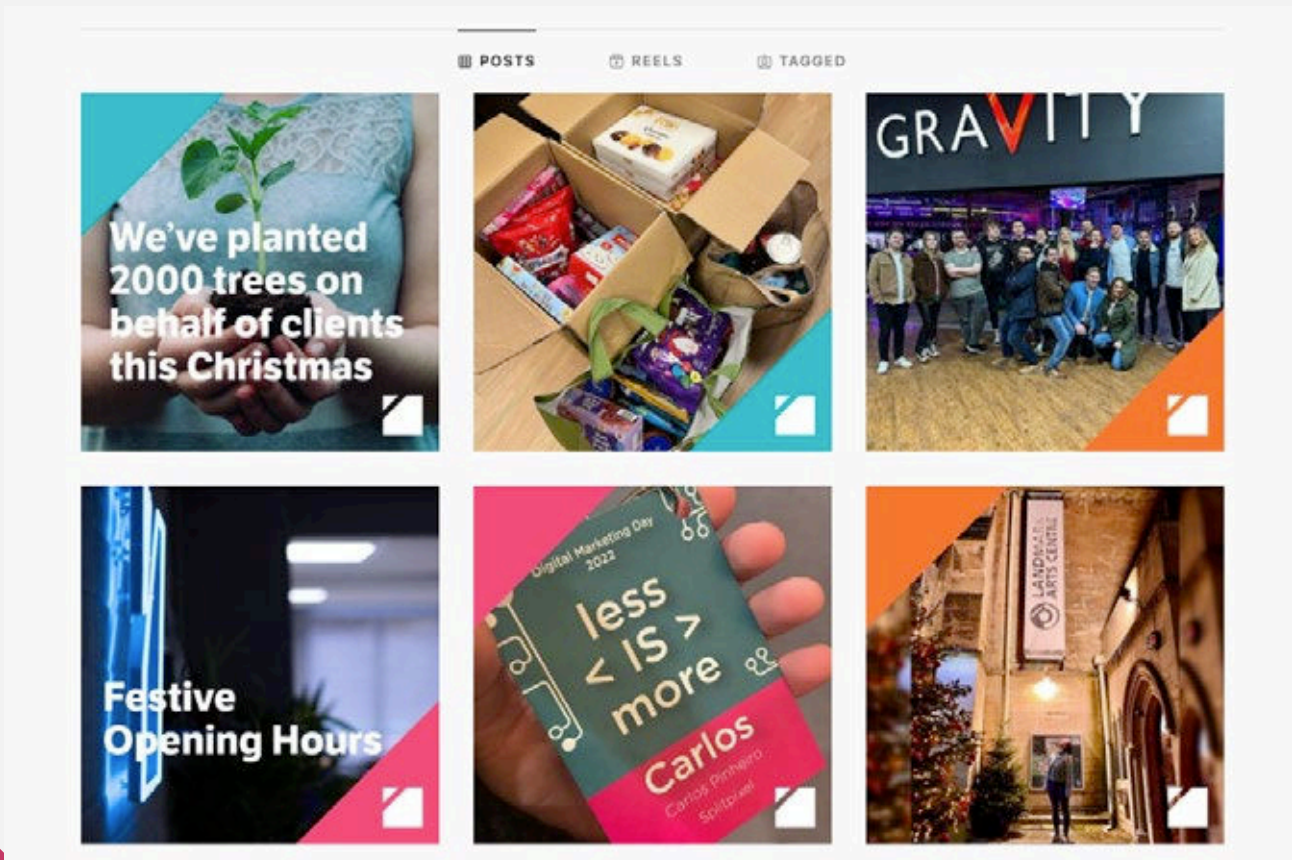 POSTS
REELS
TAGGED
We've planted
2000 trees on
behalf of clients
this Christmas
GRAVITY
Festive
Opening Hours
Digital Marketing Day
2022
less
< IS >
more
Carlos
Carlos Pinheiro
Splitpixel
LANDMARK
ARTS CENTRE